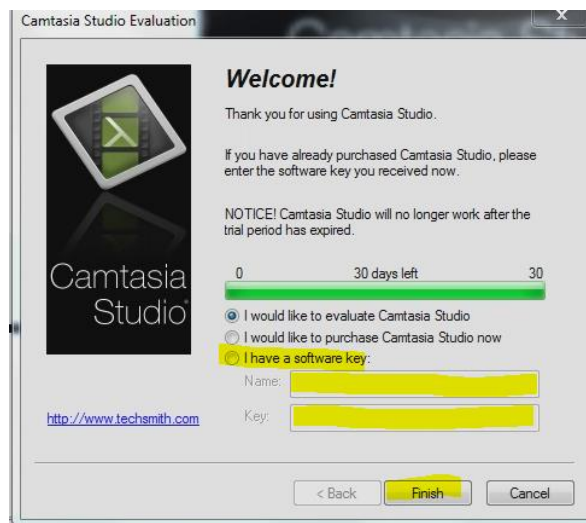 Camtasia Studio Evaluation
x
Welcome!
Thank you for using Camtasia Studio.
If you have already purchased Camtasia Studio, please
enter the software key you received now.
NOTICE! Camtasia Studio will no longer work after the
trial period has expired.
Camtasia
Studio®
0 30 days left 30
I would like to evaluate Camtasia Studio
I would like to purchase Camtasia Studio now
I have a software key:
Name:
Key:
http://www.techsmith.com
< Back Finish Cancel